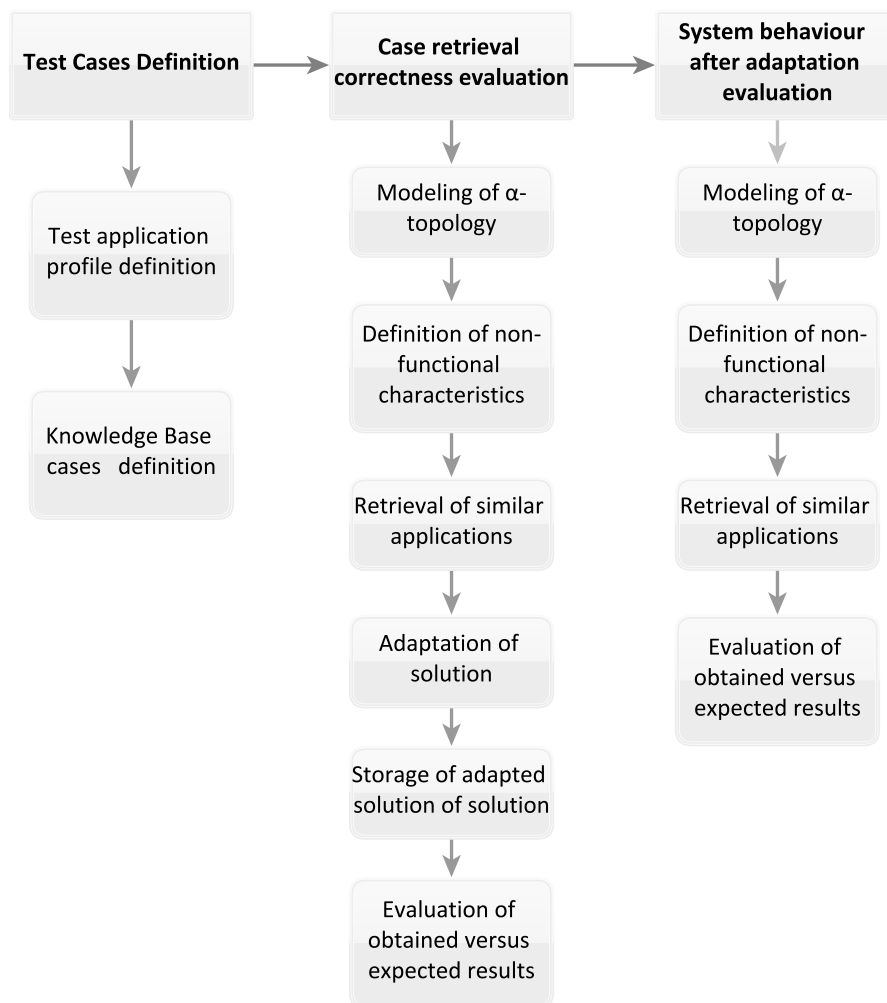 Test Cases Definition
Case retrieval
correctness evaluation
System behaviour
after adaptation
evaluation
Test application
profile definition
Knowledge Base
cases definition
Modeling of α-
topology
Definition of non-
functional
characteristics
Retrieval of similar
applications
Adaptation of
solution
Storage of adapted
solution of solution
Evaluation of
obtained versus
expected results
Modeling of α-
topology
Definition of non-
functional
characteristics
Retrieval of similar
applications
Evaluation of
obtained versus
expected results